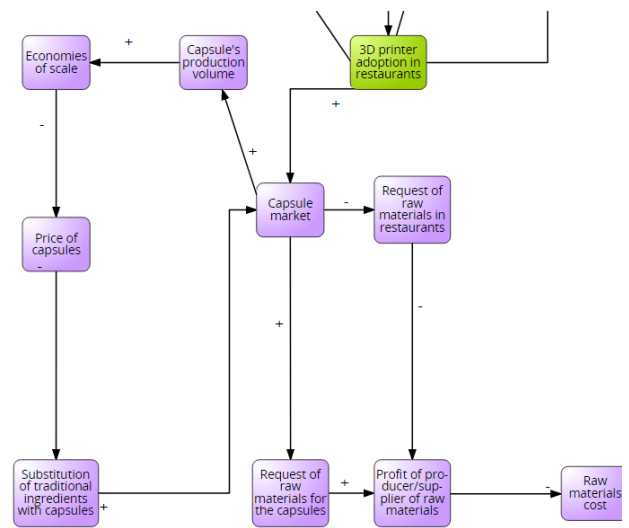 +
Economies
of scale
Capsule's
production
volume
3D printer
adoption in
restaurants
+
-
+
Capsule
market
-
Request of
raw
materials in
restaurants
Price of
capsules
-
+
-
Substitution
of traditional
ingredients
with capsules
+
Request of
raw
materials for
the capsules
+
Profit of pro-
ducer/sup-
plier of raw
materials
-
Raw
materials
cost